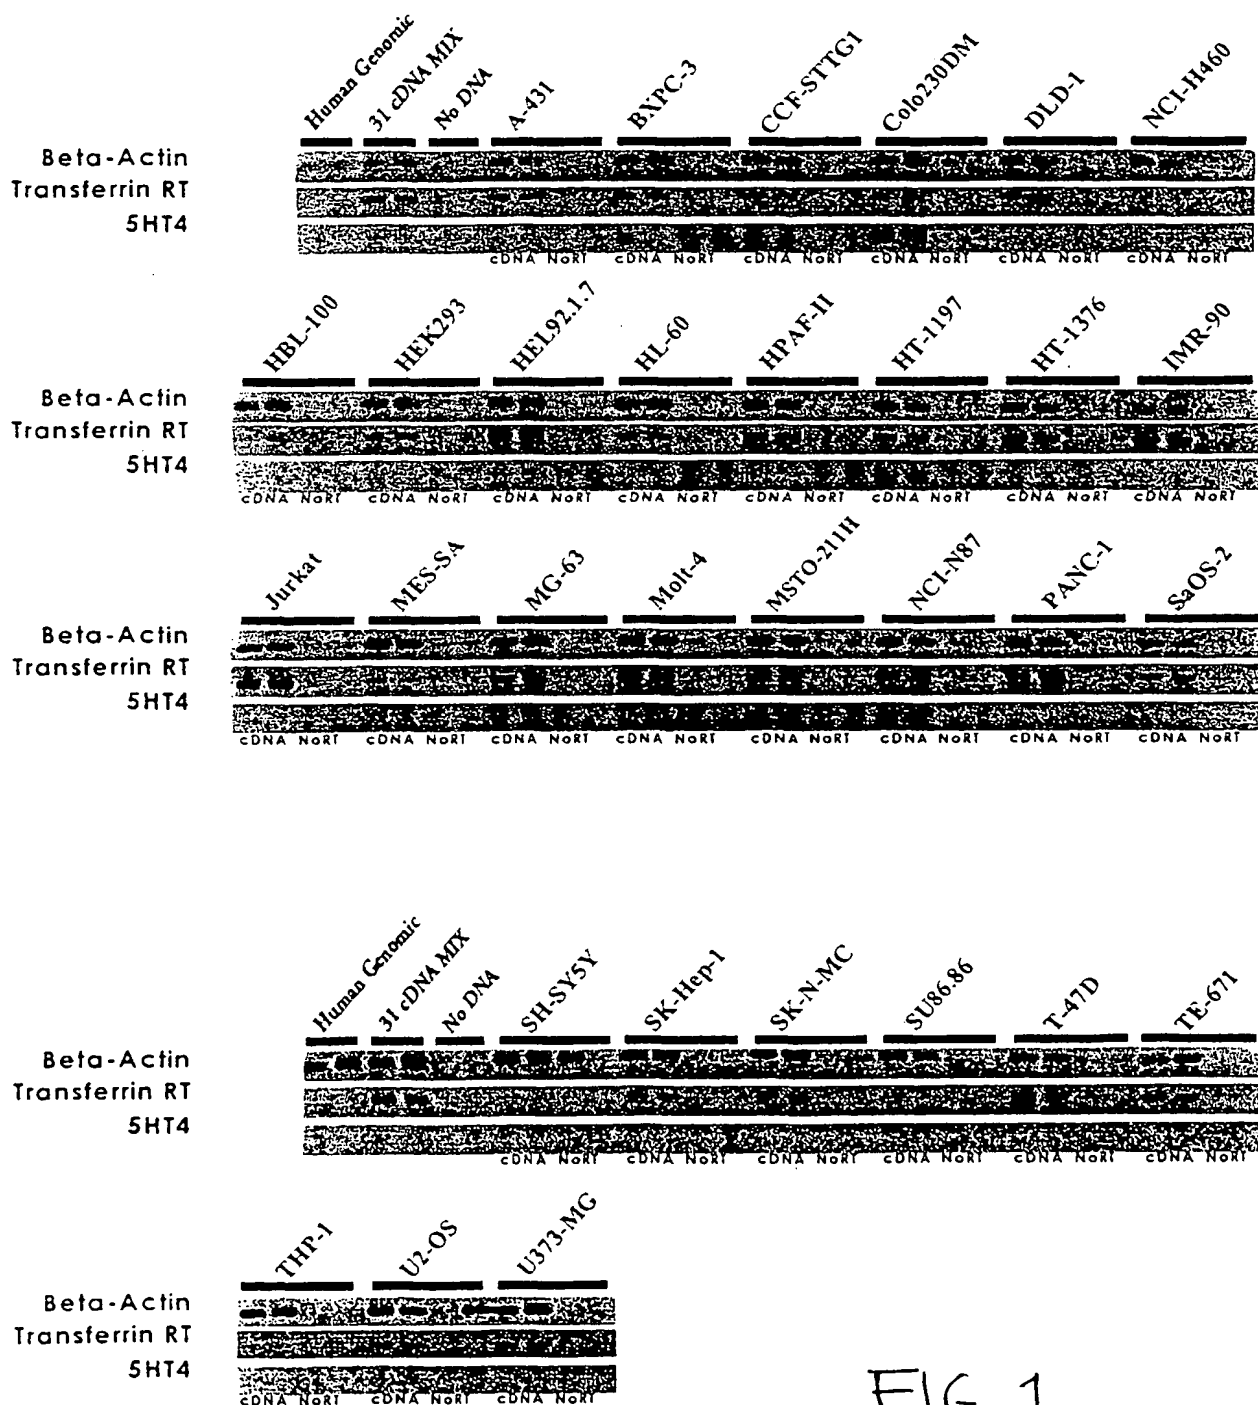 Human Genomic 31 cDNA MIX No DNA A-431 BXPC-3 CCF-STTG1 Colo230DM DLD-1 NCI-H460
Beta-Actin
Transferrin RT
5HT4
cDNA NoRT cDNA NoRT cDNA NoRT cDNA NoRT cDNA NoRT cDNA NoRT
HBL-100 HEK293 HEL92.1.7 HL-60 HPAF-II HT-1197 HT-1376 IMR-90
Beta-Actin
Transferrin RT
5HT4
cDNA NoRT cDNA NoRT cDNA NoRT cDNA NoRT cDNA NoRT cDNA NoRT cDNA NoRT cDNA NoRT
Jurkat MES-SA MG-63 Molt-4 MSTO-211H NCI-N87 PANC-1 SaOS-2
Beta-Actin
Transferrin RT
5HT4
cDNA NoRT cDNA NoRT cDNA NoRT cDNA NoRT cDNA NoRT cDNA NoRT cDNA NoRT cDNA NoRT
Human Genomic 31 cDNA MIX No DNA SH-SY5Y SK-Hep-1 SK-N-MC SU86.86 T-47D TE-671
Beta-Actin
Transferrin RT
5HT4
cDNA NoRT cDNA NoRT cDNA NoRT cDNA NoRT cDNA NoRT cDNA NoRT
THP-1 U2-OS U373-MG
Beta-Actin
Transferrin RT
5HT4
cDNA NoRT cDNA NoRT cDNA NoRT
FIG 1